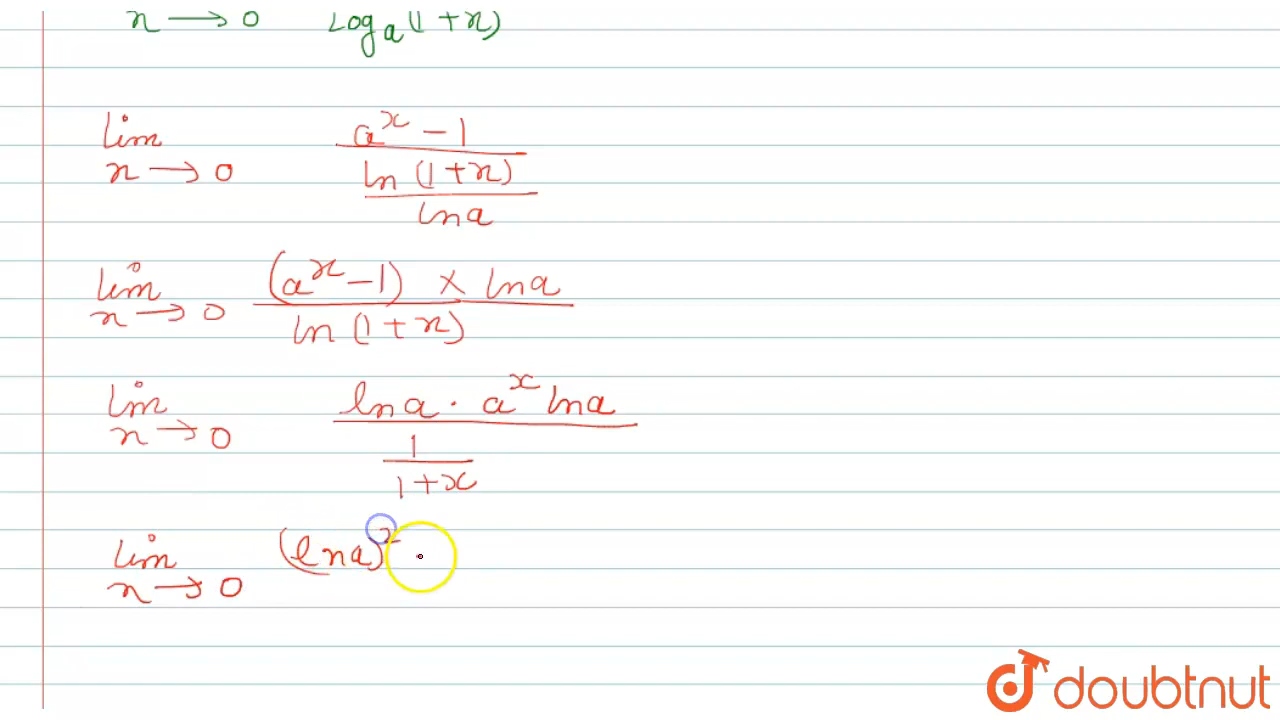 x → 0 Log_a (1 + x)
lim a^x - 1
x → 0 ln (1 + x)
ln a
lim (a^x - 1) × ln a
x → 0 ln (1 + x)
lim ln a · a^x ln a
x → 0 1
1 + x
lim (ln a)^2 ·
x → 0
doubtnut